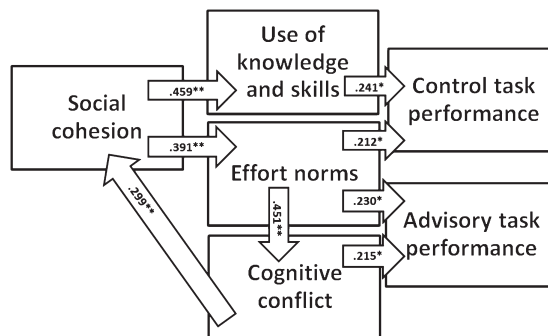 Use of
knowledge
and skills
.459**
.241*
Control task
performance
Social
cohesion
.391**
.212*
Effort norms
.299**
.451**
.230*
Advisory task
performance
.215*
Cognitive
conflict